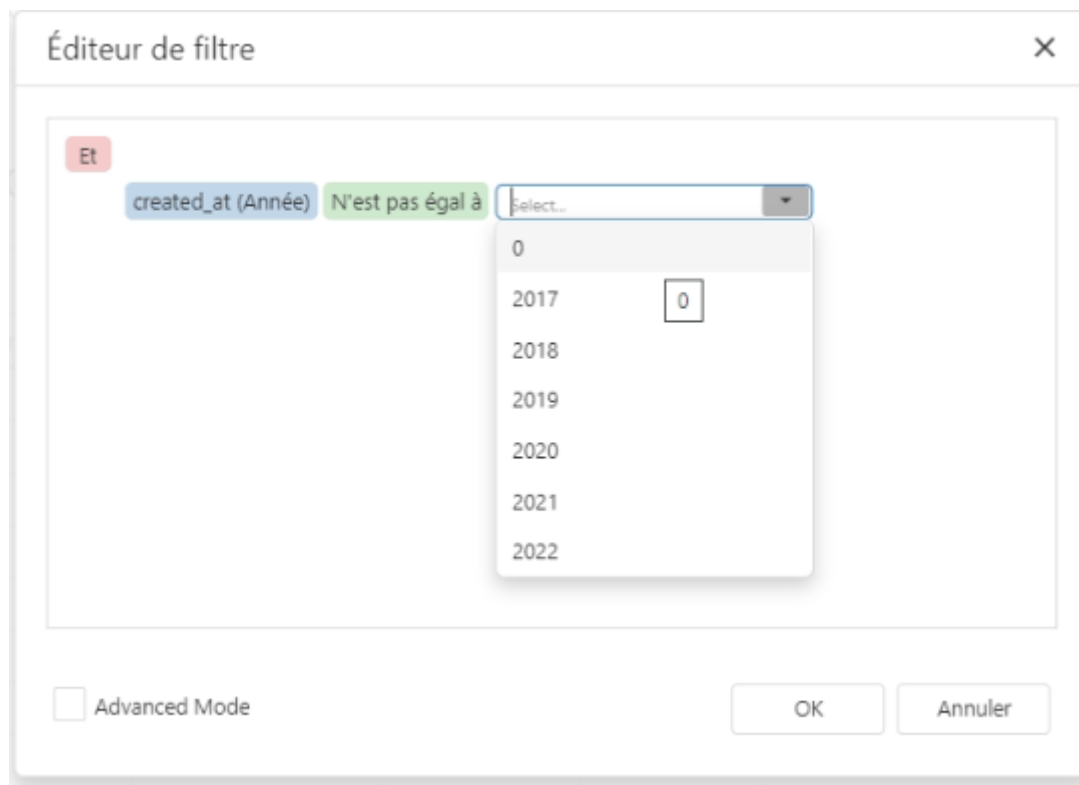 Éditeur de filtre
Et
created_at (Année) N'est pas égal à Select...
0
2017
0
2018
2019
2020
2021
2022
Advanced Mode
OK
Annuler